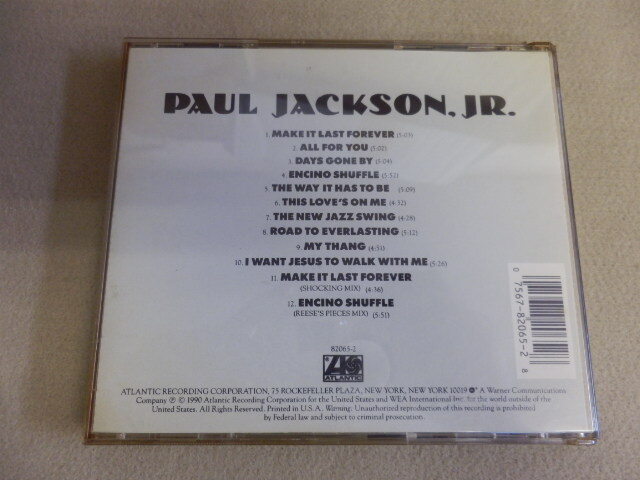 PAUL JACKSON, JR.
1. MAKE IT LAST FOREVER (5:03)
2. ALL FOR YOU (5:02)
3. DAYS GONE BY (5:04)
4. ENCINO SHUFFLE (5:52)
5. THE WAY IT HAS TO BE (5:09)
6. THIS LOVE'S ON ME (4:32)
7. THE NEW JAZZ SWING (4:28)
8. ROAD TO EVERLASTING (5:12)
9. MY THANG (4:51)
10. I WANT JESUS TO WALK WITH ME (5:26)
11. MAKE IT LAST FOREVER
(SHOCKING MIX) (4:36)
12. ENCINO SHUFFLE
(REESE'S PIECES MIX) (5:51)
0 7567-82065-2 8
82065-2
ATLANTIC
ATLANTIC RECORDING CORPORATION, 75 ROCKEFELLER PLAZA, NEW YORK, NEW YORK 10019 ®* A Warner Communications
Company ℗ © 1990 Atlantic Recording Corporation for the United States and WEA International Inc. for the world outside of the
United States. All Rights Reserved. Printed in U.S.A. Warning: Unauthorized reproduction of this recording is prohibited
by Federal law and subject to criminal prosecution.